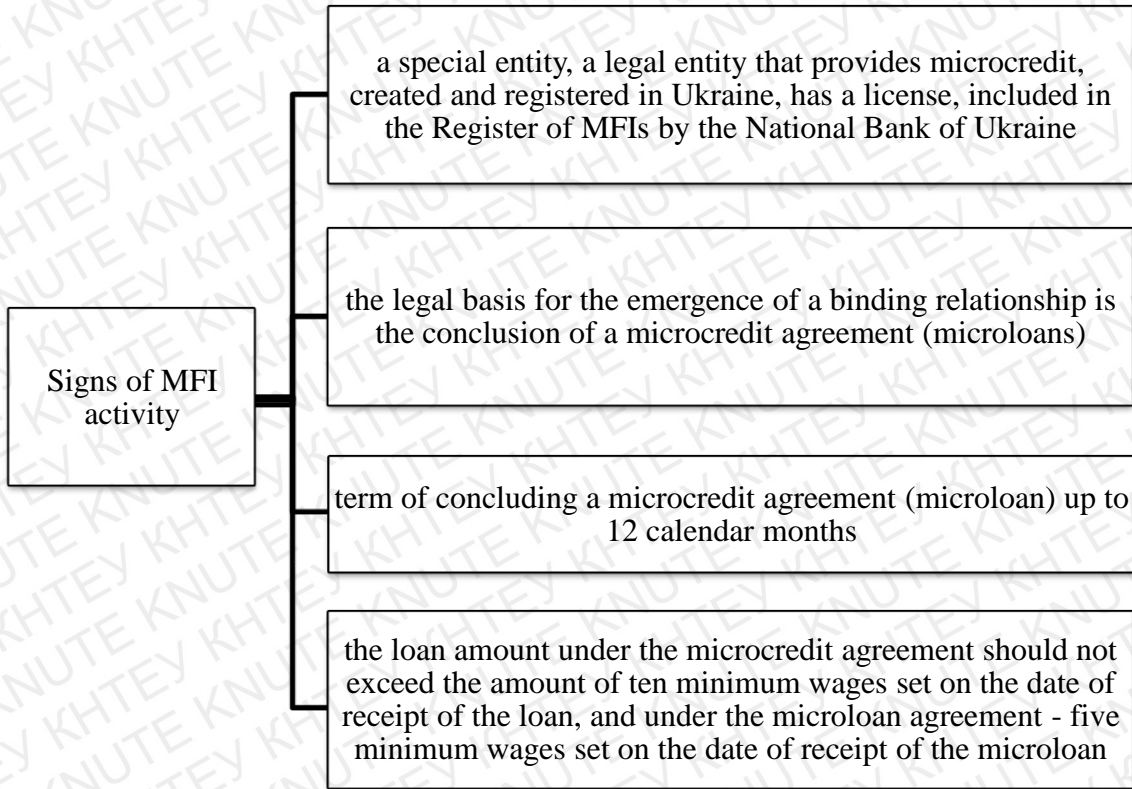 a special entity, a legal entity that provides microcredit,
created and registered in Ukraine, has a license, included in
the Register of MFIs by the National Bank of Ukraine
the legal basis for the emergence of a binding relationship is
the conclusion of a microcredit agreement (microloans)
Signs of MFI
activity
term of concluding a microcredit agreement (microloan) up to
12 calendar months
the loan amount under the microcredit agreement should not
exceed the amount of ten minimum wages set on the date of
receipt of the loan, and under the microloan agreement - five
minimum wages set on the date of receipt of the microloan